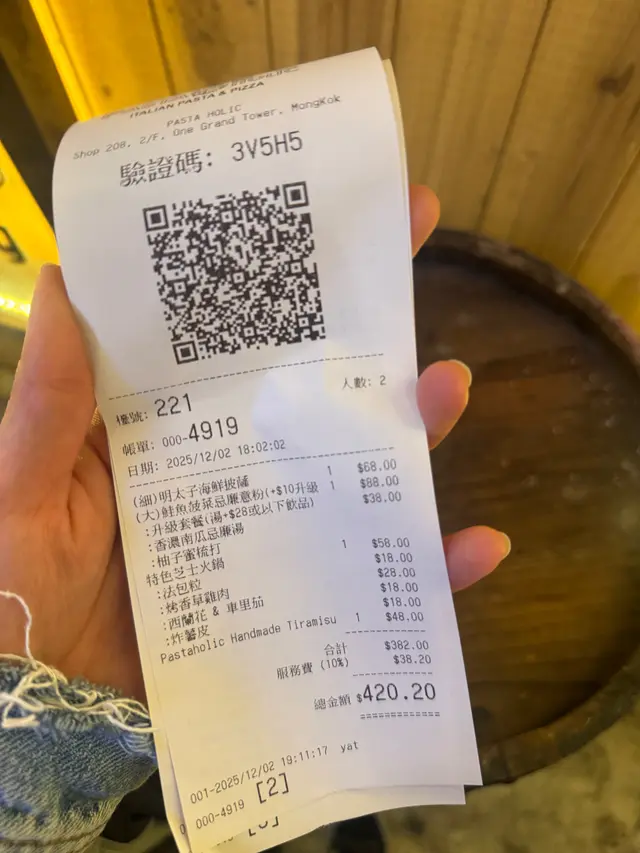 ITALIAN PASTA & PIZZA
PASTA HOLIC
Shop 208, 2/F, One Grand Tower, MongKok
驗證碼: 3V5H5
檯號: 221
人數: 2
帳單: 000-4919
日期: 2025/12/02 18:02:02
(細)明太子海鮮披薩 1 $68.00
(大)鮭魚菠菜忌廉意粉(+$10升級 1 $88.00
:升級套餐(湯+$28或以下飲品) $38.00
:香濃南瓜忌廉湯
:柚子蜜梳打
特色芝士火鍋 1 $58.00
:法包粒 $18.00
:烤香草雞肉 $28.00
:西蘭花 & 車里茄 $18.00
:炸薯皮 $18.00
Pastaholic Handmade Tiramisu 1 $48.00
合計 $382.00
服務費 (10%) $38.20
總金額 $420.20
001-2025/12/02 19:11:17 yat
000-4919 [2]